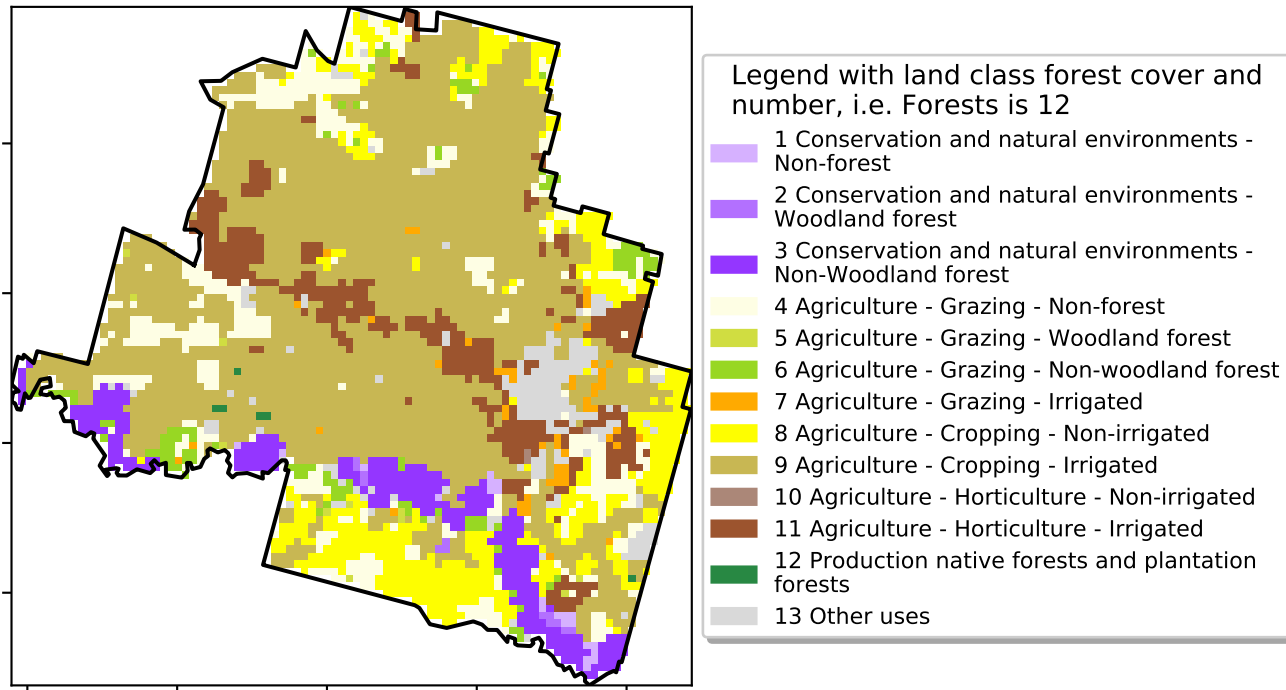 Legend with land class forest cover and
number, i.e. Forests is 12
1 Conservation and natural environments -
Non-forest
2 Conservation and natural environments -
Woodland forest
3 Conservation and natural environments -
Non-Woodland forest
4 Agriculture - Grazing - Non-forest
5 Agriculture - Grazing - Woodland forest
6 Agriculture - Grazing - Non-woodland forest
7 Agriculture - Grazing - Irrigated
8 Agriculture - Cropping - Non-irrigated
9 Agriculture - Cropping - Irrigated
10 Agriculture - Horticulture - Non-irrigated
11 Agriculture - Horticulture - Irrigated
12 Production native forests and plantation
forests
13 Other uses